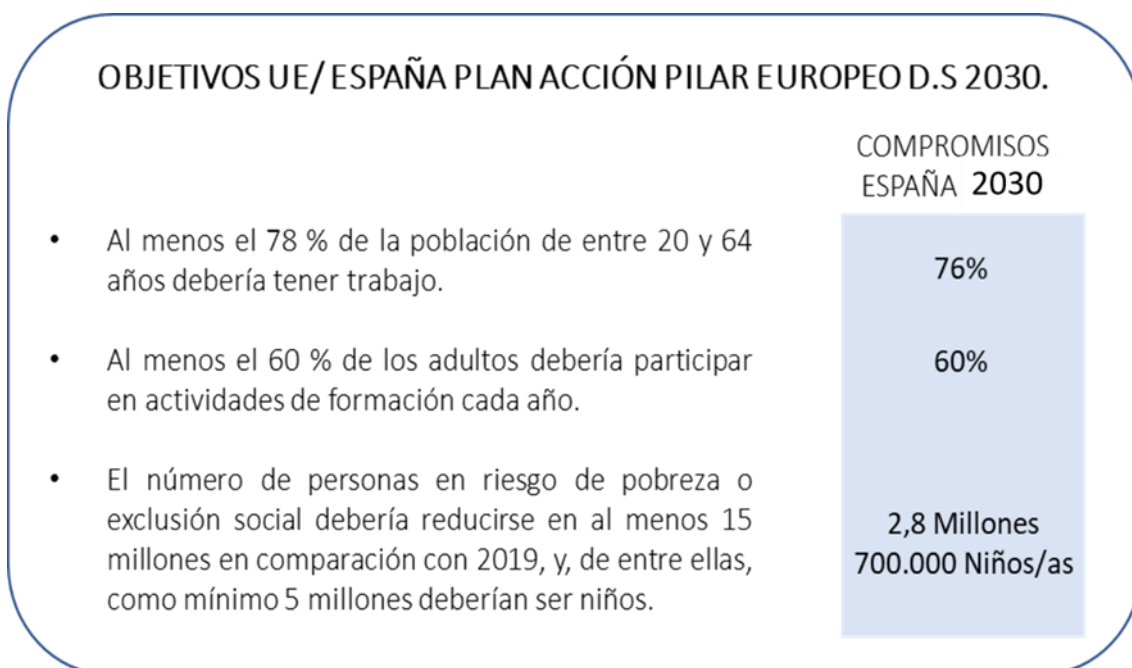 OBJETIVOS UE/ ESPAÑA PLAN ACCIÓN PILAR EUROPEO D.S 2030.
COMPROMISOS
ESPAÑA 2030
• Al menos el 78 % de la población de entre 20 y 64
años debería tener trabajo.
76%
• Al menos el 60 % de los adultos debería participar
en actividades de formación cada año.
60%
• El número de personas en riesgo de pobreza o
exclusión social debería reducirse en al menos 15
millones en comparación con 2019, y, de entre ellas,
como mínimo 5 millones deberían ser niños.
2,8 Millones
700.000 Niños/as